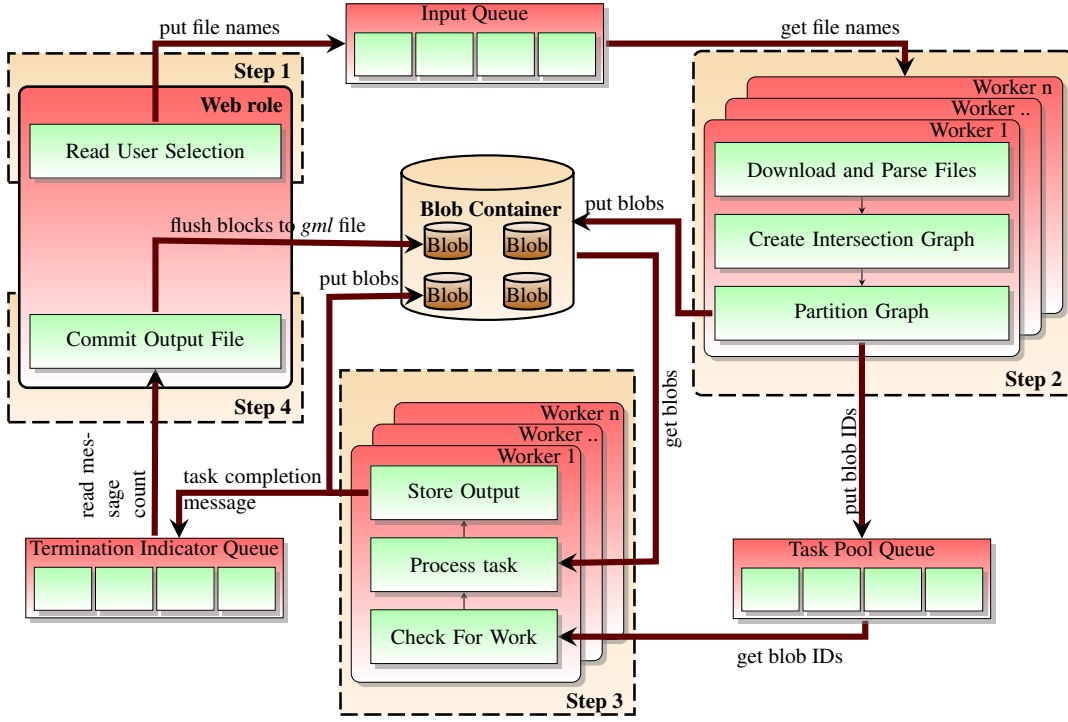 Input Queue
put file names
get file names
Step 1
Web role
Read User Selection
Worker n
Worker ..
Worker 1
Download and Parse Files
Create Intersection Graph
Partition Graph
Step 2
Blob Container
Blob
Blob
Blob
Blob
put blobs
flush blocks to gml file
put blobs
Commit Output File
Step 4
get blobs
put blob IDs
read mes-
sage
count
task completion
message
Worker n
Worker ..
Worker 1
Store Output
Process task
Check For Work
Step 3
Termination Indicator Queue
Task Pool Queue
get blob IDs